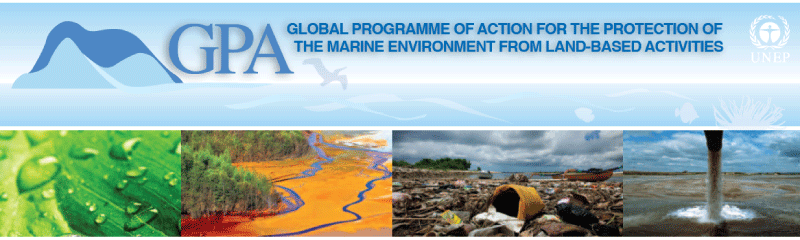 GPA
GLOBAL PROGRAMME OF ACTION FOR THE PROTECTION OF
THE MARINE ENVIRONMENT FROM LAND-BASED ACTIVITIES
UNEP